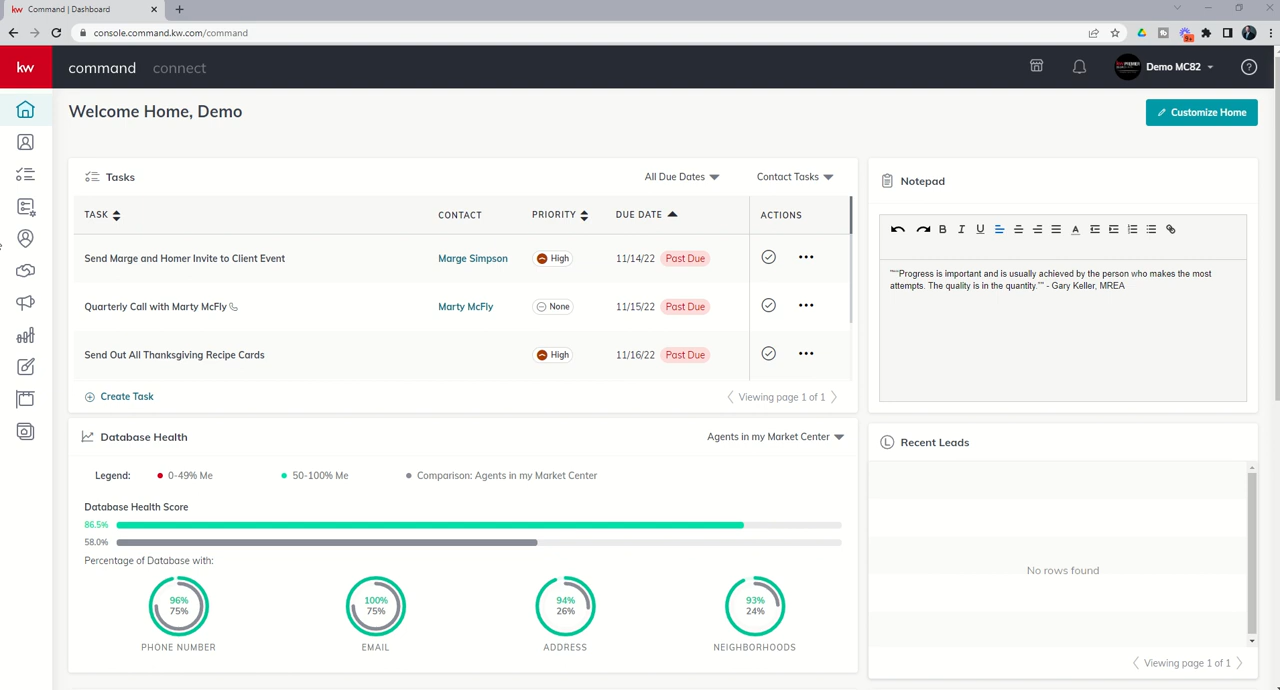 kw Command | Dashboard
console.command.kw.com/command
9+
kw
command connect
Demo MC82
Welcome Home, Demo
Customize Home
Tasks
All Due Dates
Contact Tasks
TASK CONTACT PRIORITY DUE DATE ACTIONS
Send Marge and Homer Invite to Client Event Marge Simpson High 11/14/22 Past Due
Quarterly Call with Marty McFly Marty McFly None 11/15/22 Past Due
Send Out All Thanksgiving Recipe Cards High 11/16/22 Past Due
Create Task
Viewing page 1 of 1
Notepad
B I U A
"""Progress is important and is usually achieved by the person who makes the most
attempts. The quality is in the quantity."" - Gary Keller, MREA
Database Health
Agents in my Market Center
Legend: 0-49% Me 50-100% Me Comparison: Agents in my Market Center
Database Health Score
86.5%
58.0%
Percentage of Database with:
96% 100% 94% 93%
75% 75% 26% 24%
PHONE NUMBER EMAIL ADDRESS NEIGHBORHOODS
L Recent Leads
No rows found
Viewing page 1 of 1